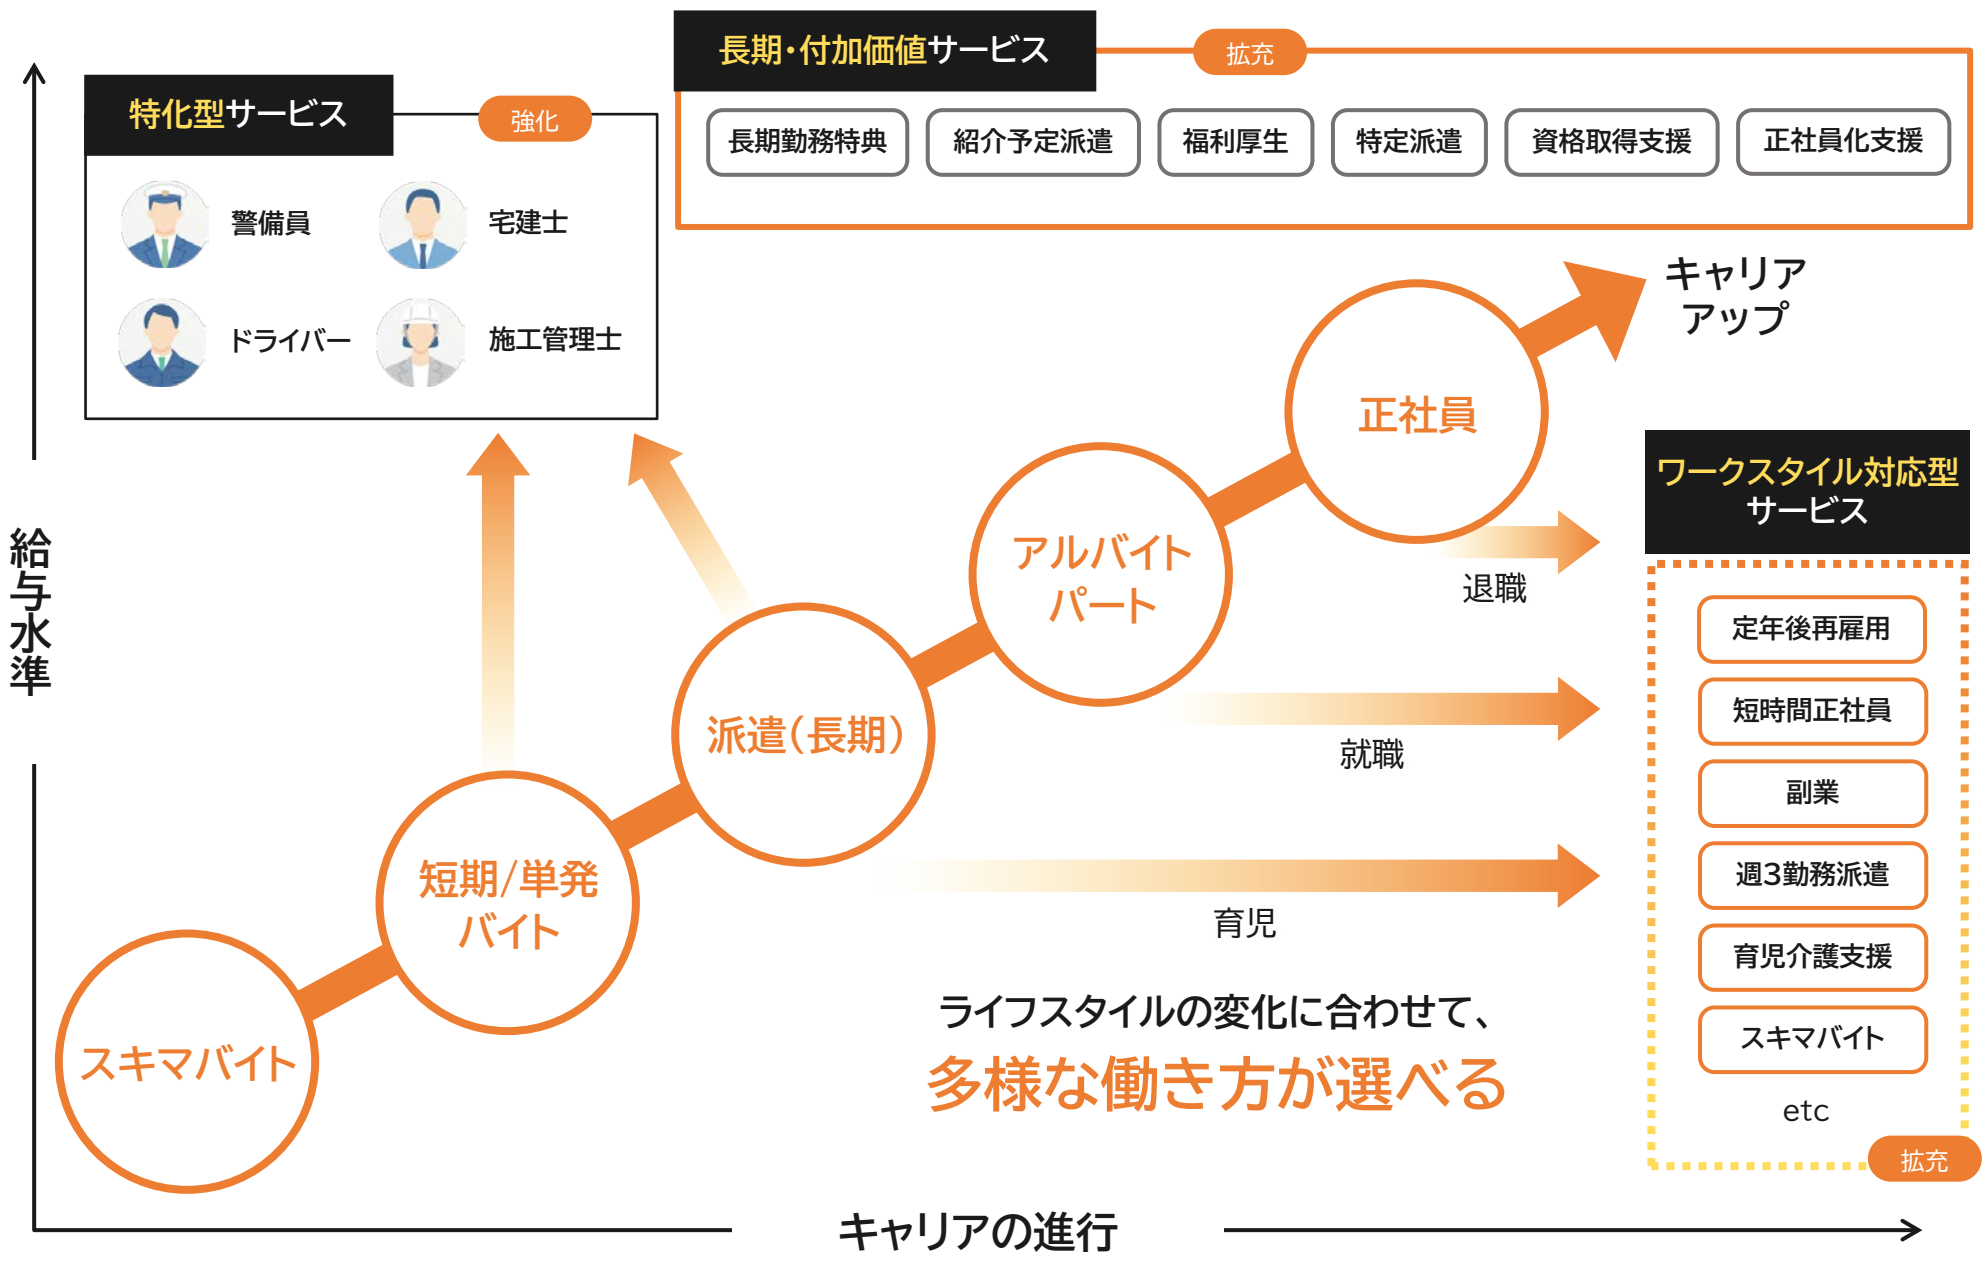 長期・付加価値サービス
拡充
長期勤務特典
紹介予定派遣
福利厚生
特定派遣
資格取得支援
正社員化支援
特化型サービス
強化
警備員
宅建士
ドライバー
施工管理士
キャリア
アップ
正社員
アルバイト
パート
派遣(長期)
短期/単発
バイト
スキマバイト
退職
就職
育児
ワークスタイル対応型
サービス
定年後再雇用
短時間正社員
副業
週3勤務派遣
育児介護支援
スキマバイト
etc
拡充
ライフスタイルの変化に合わせて、
多様な働き方が選べる
給与水準
キャリアの進行